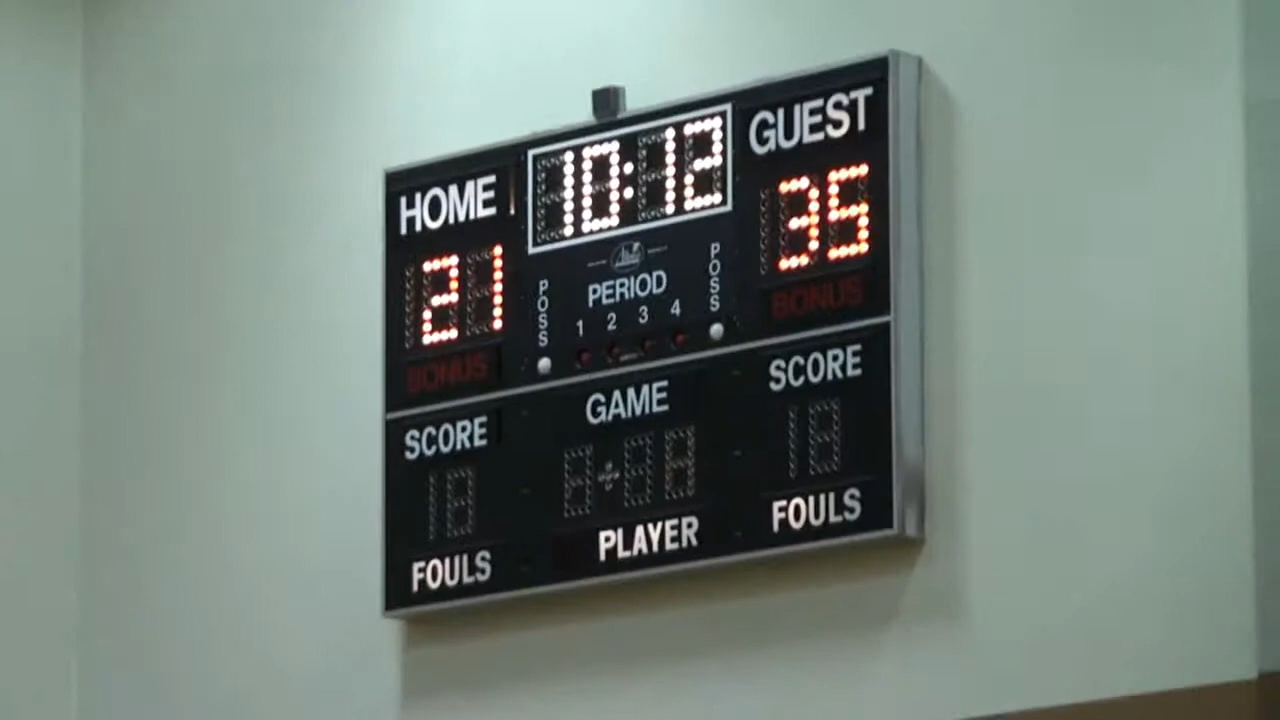 10:12
HOME
GUEST
21
35
BONUS
BONUS
POSS
PERIOD
POSS
1 2 3 4
SCORE
GAME
SCORE
FOULS
PLAYER
FOULS